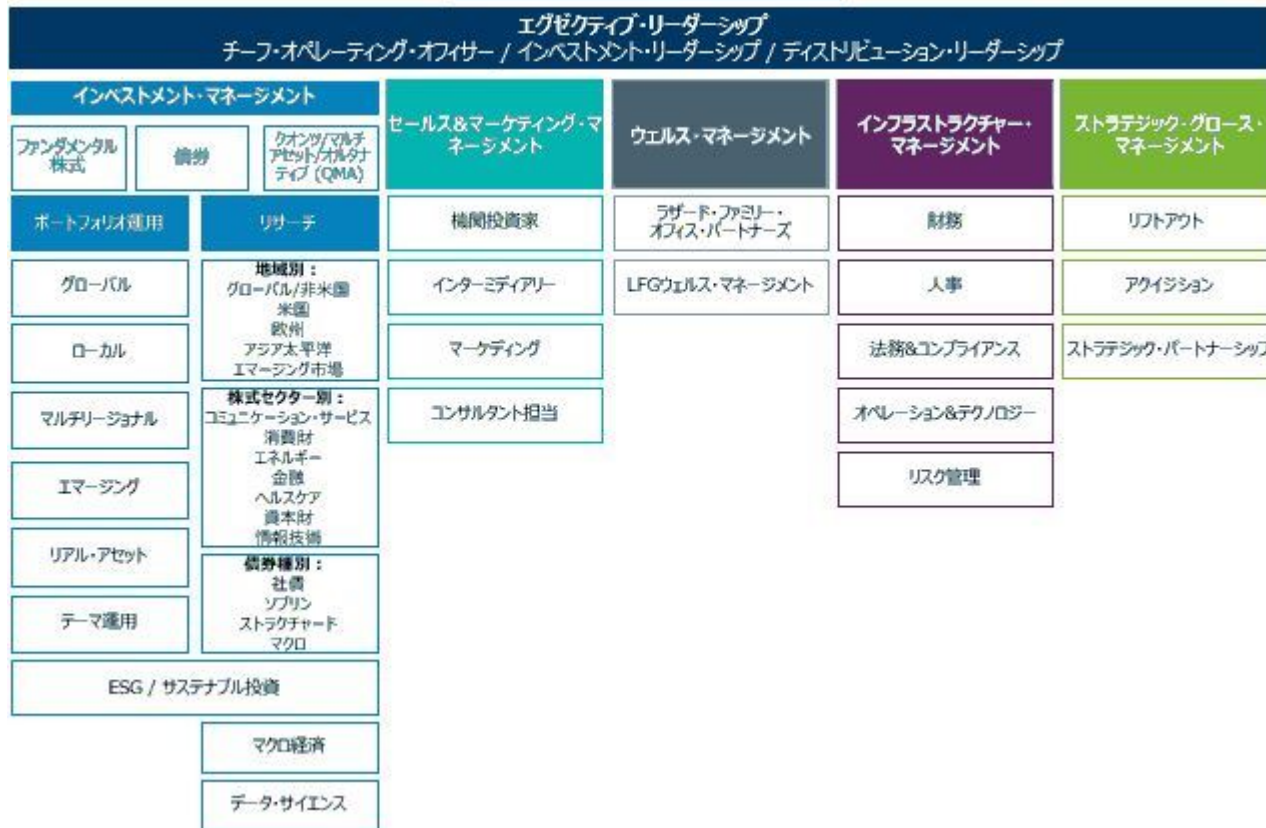 エグゼクティブ・リーダーシップ
チーフ・オペレーティング・オフィサー / インベストメント・リーダーシップ / ディストリビューション・リーダーシップ
インベストメント・マネージメント
ファンダメンタル
株式
債券
クオンツ/マルチ
アセット/オルタナ
ティブ (QMA)
ポートフォリオ運用
グローバル
ローカル
マルチリージョナル
エマージング
リアル・アセット
テーマ運用
リサーチ
地域別：
グローバル/非米国
米国
欧州
アジア太平洋
エマージング市場
株式セクター別：
コミュニケーション・サービス
消費財
エネルギー
金融
ヘルスケア
資本財
情報技術
債券種別：
社債
ソブリン
ストラクチャード
マクロ
ESG / サステナブル投資
マクロ経済
データ・サイエンス
セールス&マーケティング・マ
ネージメント
機関投資家
インターミディアリー
マーケティング
コンサルタント担当
ウェルス・マネージメント
ラザード・ファミリー・
オフィス・パートナーズ
LFGウェルス・マネージメント
インフラストラクチャー・
マネージメント
財務
人事
法務&コンプライアンス
オペレーション&テクノロジー
リスク管理
ストラテジック・グロース・
マネージメント
リフトアウト
アクイジション
ストラテジック・パートナーシップ